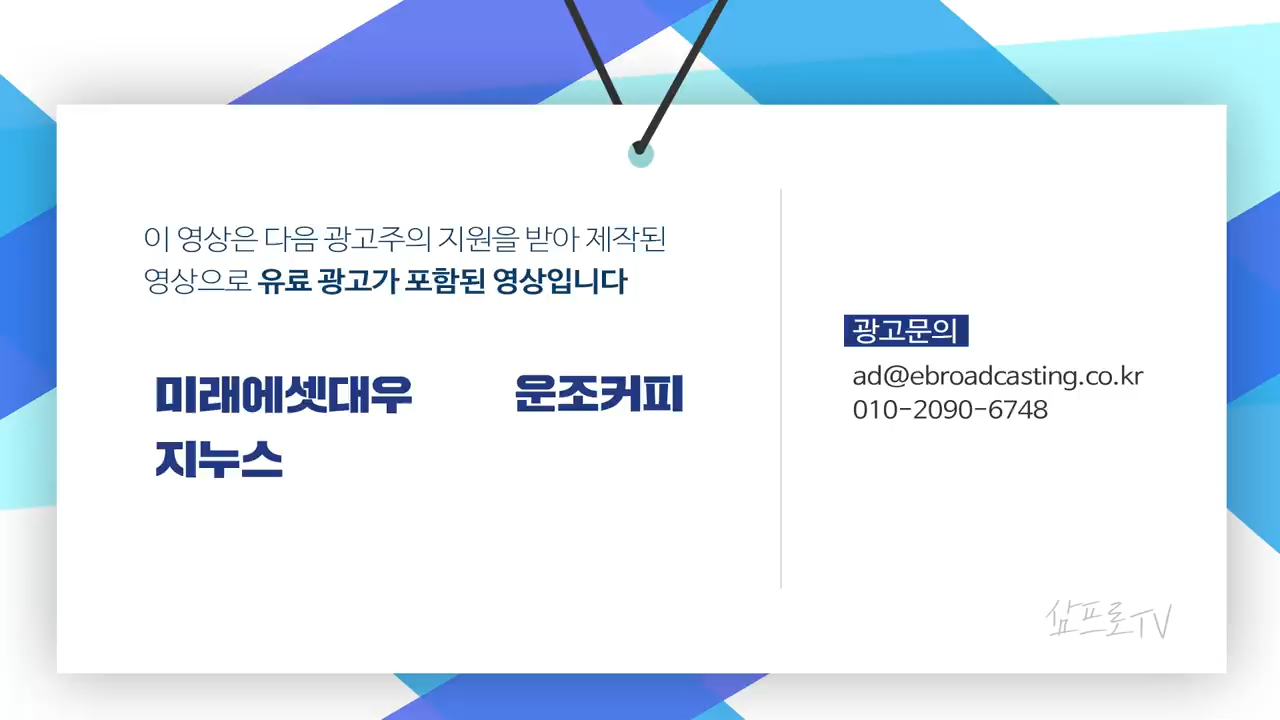 이 영상은 다음 광고주의 지원을 받아 제작된
영상으로 유료 광고가 포함된 영상입니다
미래에셋대우 운조커피
지누스
광고문의
ad@ebroadcasting.co.kr
010-2090-6748
삼프로TV